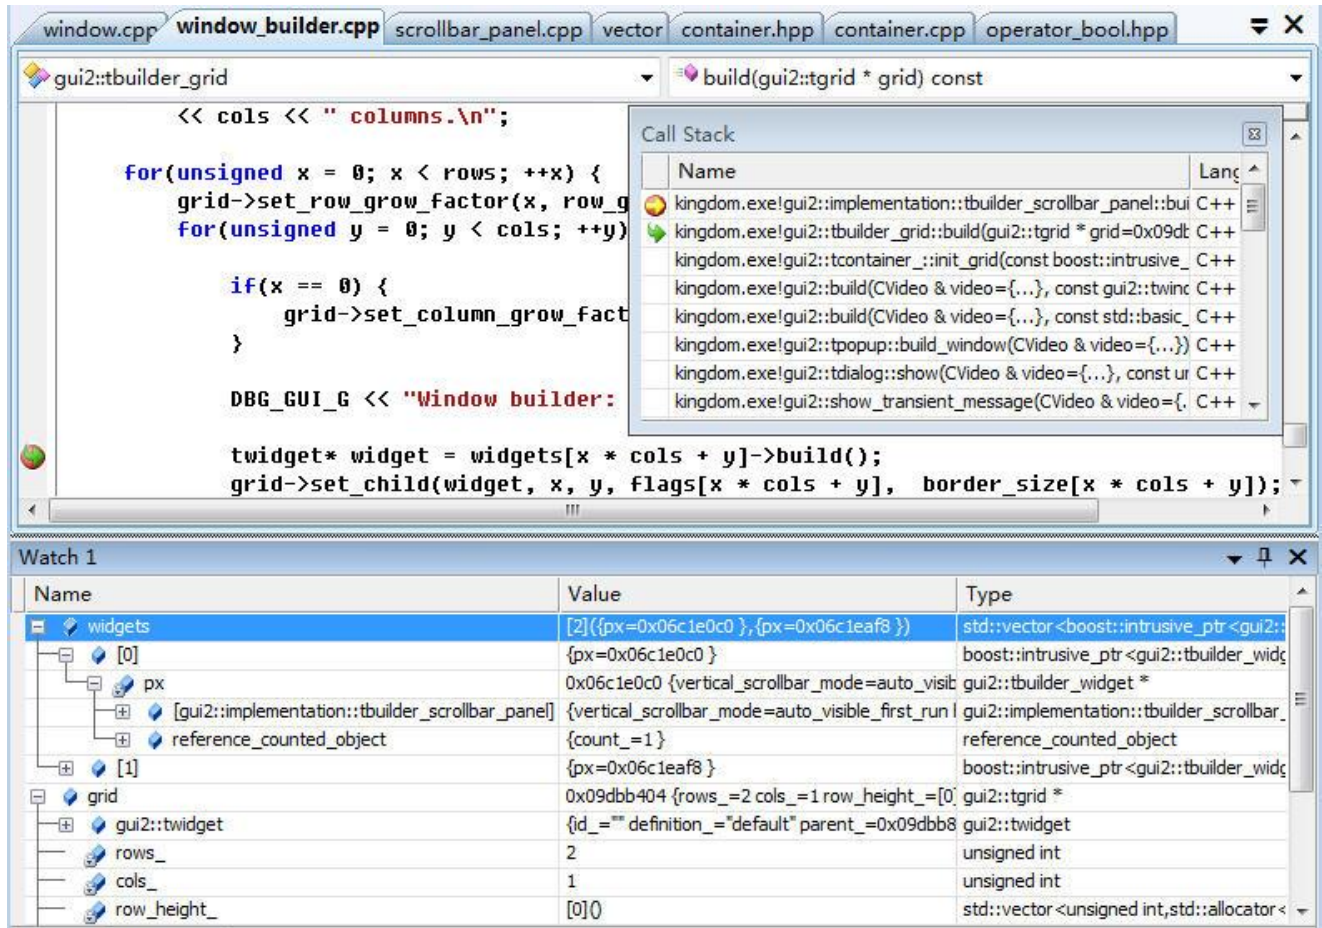 window.cpp window_builder.cpp scrollbar_panel.cpp vector container.hpp container.cpp operator_bool.hpp
gui2::tbuilder_grid build(gui2::tgrid * grid) const
<< cols << " columns.\n";
for(unsigned x = 0; x < rows; ++x) {
grid->set_row_grow_factor(x, row_g
for(unsigned y = 0; y < cols; ++y)
if(x == 0) {
grid->set_column_grow_fact
}
DBG_GUI_G << "Window builder:
twidget* widget = widgets[x * cols + y]->build();
grid->set_child(widget, x, y, flags[x * cols + y], border_size[x * cols + y]);
Call Stack
Name Lang
kingdom.exe!gui2::implementation::tbuilder_scrollbar_panel::bui C++
kingdom.exe!gui2::tbuilder_grid::build(gui2::tgrid * grid=0x09db C++
kingdom.exe!gui2::tcontainer_::init_grid(const boost::intrusive_ C++
kingdom.exe!gui2::build(CVideo & video={...}, const gui2::twind C++
kingdom.exe!gui2::build(CVideo & video={...}, const std::basic_ C++
kingdom.exe!gui2::tpopup::build_window(CVideo & video={...}) C++
kingdom.exe!gui2::tdialog::show(CVideo & video={...}, const ur C++
kingdom.exe!gui2::show_transient_message(CVideo & video={. C++
Watch 1
Name Value Type
widgets [2]({px=0x06c1e0c0 },{px=0x06c1eaf8 }) std::vector<boost::intrusive_ptr<gui2::
[0] {px=0x06c1e0c0 } boost::intrusive_ptr<gui2::tbuilder_widg
px 0x06c1e0c0 {vertical_scrollbar_mode=auto_visib gui2::tbuilder_widget *
[gui2::implementation::tbuilder_scrollbar_panel] {vertical_scrollbar_mode=auto_visible_first_run gui2::implementation::tbuilder_scrollbar_
reference_counted_object {count_=1 } reference_counted_object
[1] {px=0x06c1eaf8 } boost::intrusive_ptr<gui2::tbuilder_widg
grid 0x09dbb404 {rows_=2 cols_=1 row_height_=[0] gui2::tgrid *
gui2::twidget {id_="" definition_="default" parent_=0x09dbb8 gui2::twidget
rows_ 2 unsigned int
cols_ 1 unsigned int
row_height_ [0]() std::vector<unsigned int,std::allocator<